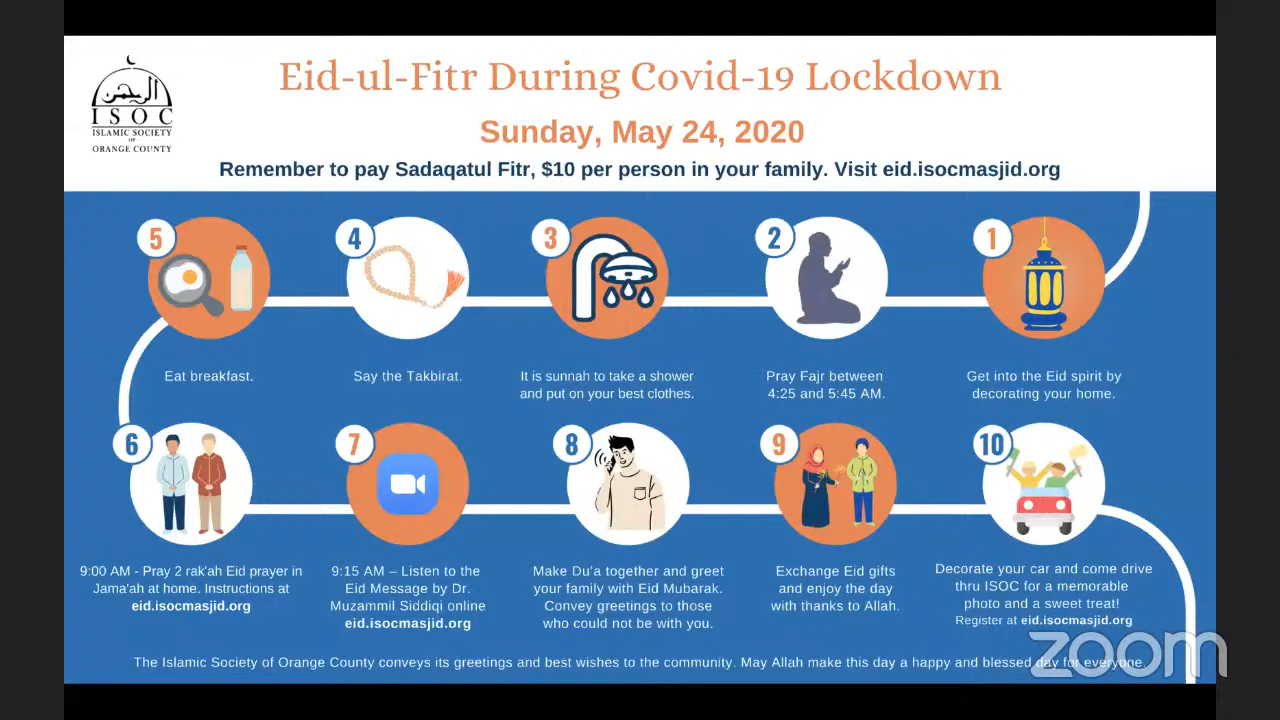 الرحمن
ISOC
ISLAMIC SOCIETY
OF
ORANGE COUNTY
Eid-ul-Fitr During Covid-19 Lockdown
Sunday, May 24, 2020
Remember to pay Sadaqatul Fitr, $10 per person in your family. Visit eid.isocmasjid.org
5
4
3
2
1
Eat breakfast.
Say the Takbirat.
It is sunnah to take a shower
and put on your best clothes.
Pray Fajr between
4:25 and 5:45 AM.
Get into the Eid spirit by
decorating your home.
6
7
8
9
10
9:00 AM - Pray 2 rak'ah Eid prayer in
Jama'ah at home. Instructions at
eid.isocmasjid.org
9:15 AM – Listen to the
Eid Message by Dr.
Muzammil Siddiqi online
eid.isocmasjid.org
Make Du'a together and greet
your family with Eid Mubarak.
Convey greetings to those
who could not be with you.
Exchange Eid gifts
and enjoy the day
with thanks to Allah.
Decorate your car and come drive
thru ISOC for a memorable
photo and a sweet treat!
Register at eid.isocmasjid.org
The Islamic Society of Orange County conveys its greetings and best wishes to the community. May Allah make this day a happy and blessed day for everyone.
zoom